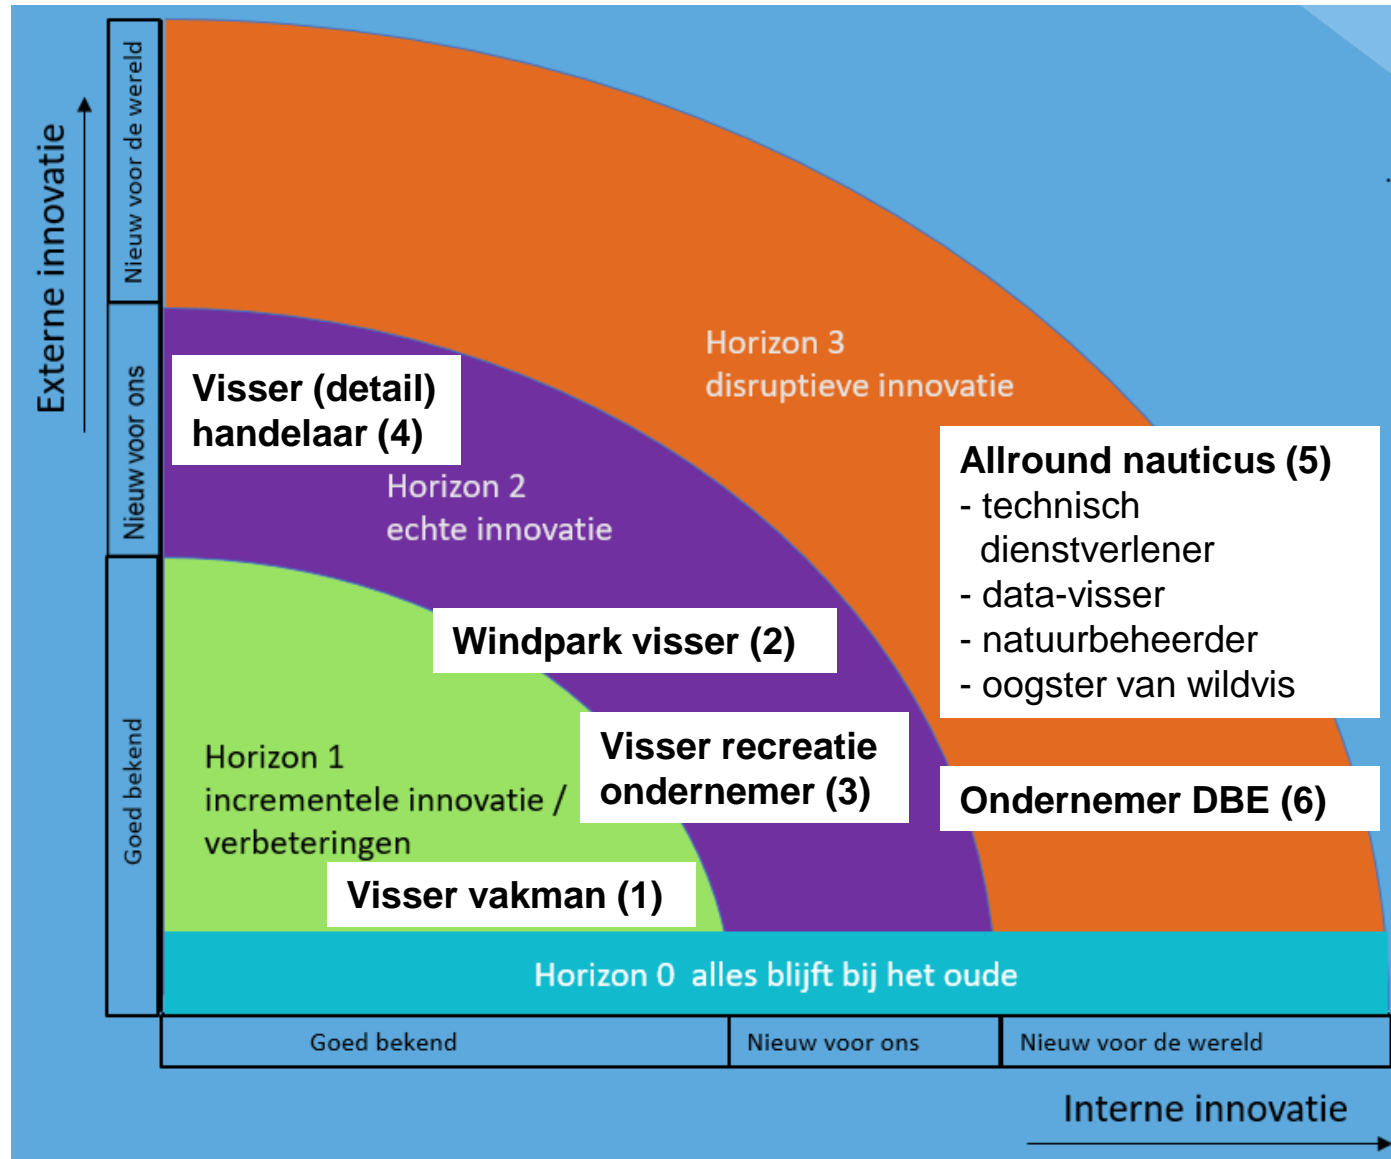 Externe innovatie
Nieuw voor de wereld
Nieuw voor ons
Goed bekend
Horizon 3
disruptieve innovatie
Visser (detail)
handelaar (4)
Horizon 2
echte innovatie
Allround nauticus (5)
- technisch
dienstverlener
- data-visser
- natuurbeheerder
- oogster van wildvis
Windpark visser (2)
Visser recreatie
ondernemer (3)
Horizon 1
incrementele innovatie /
verbeteringen
Ondernemer DBE (6)
Visser vakman (1)
Horizon 0 alles blijft bij het oude
Goed bekend
Nieuw voor ons
Nieuw voor de wereld
Interne innovatie